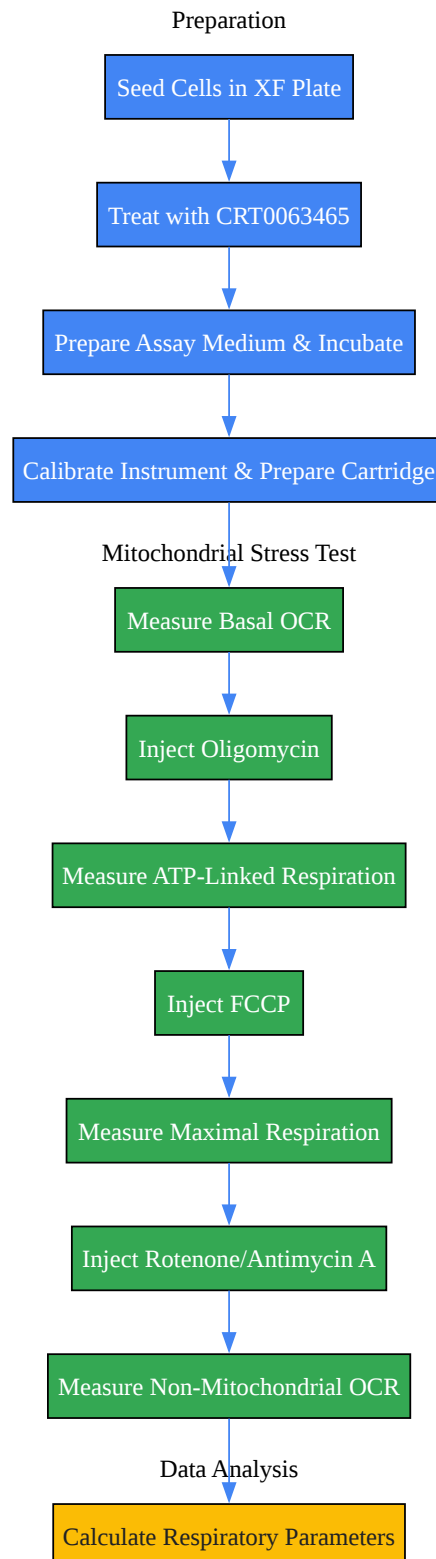 Preparation
Seed Cells in XF Plate
Treat with CRT0063465
Prepare Assay Medium & Incubate
Calibrate Instrument & Prepare Cartridge
Mitochondrial Stress Test
Measure Basal OCR
Inject Oligomycin
Measure ATP-Linked Respiration
Inject FCCP
Measure Maximal Respiration
Inject Rotenone/Antimycin A
Measure Non-Mitochondrial OCR
Data Analysis
Calculate Respiratory Parameters